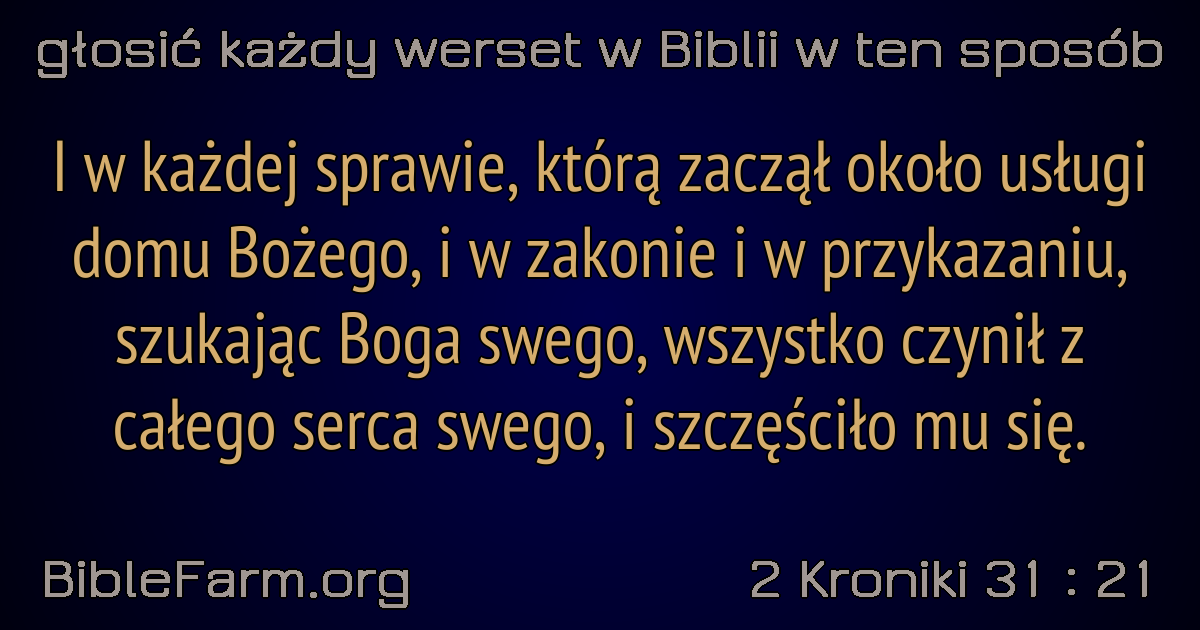 głosić każdy werset w Biblii w ten sposób
I w każdej sprawie, którą zaczął około usługi
domu Bożego, i w zakonie i w przykazaniu,
szukając Boga swego, wszystko czynił z
całego serca swego, i szczęściło mu się.
BibleFarm.org
2 Kroniki 31 : 21